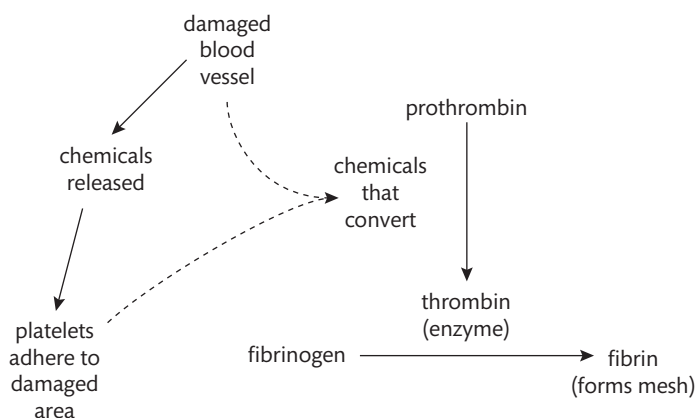 damaged
blood
vessel
prothrombin
chemicals
released
chemicals
that
convert
thrombin
(enzyme)
platelets
adhere to
damaged
area
fibrinogen
fibrin
(forms mesh)